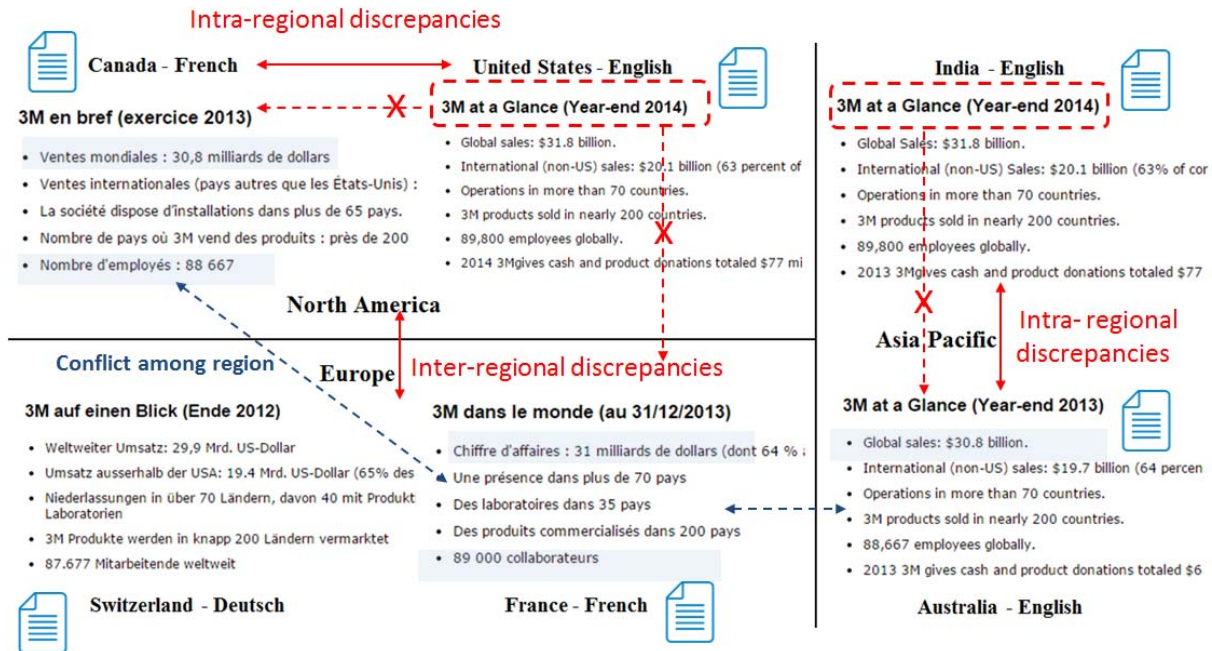 Intra-regional discrepancies
Canada - French
United States - English
3M en bref (exercice 2013)
X
3M at a Glance (Year-end 2014)
• Ventes mondiales : 30,8 milliards de dollars
• Ventes internationales (pays autres que les États-Unis) :
• La société dispose d'installations dans plus de 65 pays.
• Nombre de pays où 3M vend des produits : près de 200
• Nombre d'employés : 88 667
• Global sales: $31.8 billion.
• International (non-US) sales: $20.1 billion (63 percent of
• Operations in more than 70 countries.
• 3M products sold in nearly 200 countries.
X
• 89,800 employees globally.
• 2014 3Mgives cash and product donations totaled $77 mi
North America
India - English
3M at a Glance (Year-end 2014)
• Global Sales: $31.8 billion.
• International (non-US) Sales: $20.1 billion (63% of cor
• Operations in more than 70 countries.
• 3M products sold in nearly 200 countries.
• 89,800 employees globally.
• 2013 3Mgives cash and product donations totaled $77
X
Asia Pacific
Intra- regional
discrepancies
Conflict among region
Europe
Inter-regional discrepancies
3M auf einen Blick (Ende 2012)
• Weltweiter Umsatz: 29,9 Mrd. US-Dollar
• Umsatz ausserhalb der USA: 19.4 Mrd. US-Dollar (65% des
• Niederlassungen in über 70 Ländern, davon 40 mit Produkti
Laboratorien
• 3M Produkte werden in knapp 200 Ländern vermarktet
• 87.677 Mitarbeitende weltweit
Switzerland - Deutsch
3M dans le monde (au 31/12/2013)
• Chiffre d'affaires : 31 milliards de dollars (dont 64 %
• Une présence dans plus de 70 pays
• Des laboratoires dans 35 pays
• Des produits commercialisés dans 200 pays
• 89 000 collaborateurs
France - French
3M at a Glance (Year-end 2013)
• Global sales: $30.8 billion.
• International (non-US) sales: $19.7 billion (64 percen
• Operations in more than 70 countries.
• 3M products sold in nearly 200 countries.
• 88,667 employees globally.
• 2013 3M gives cash and product donations totaled $6
Australia - English